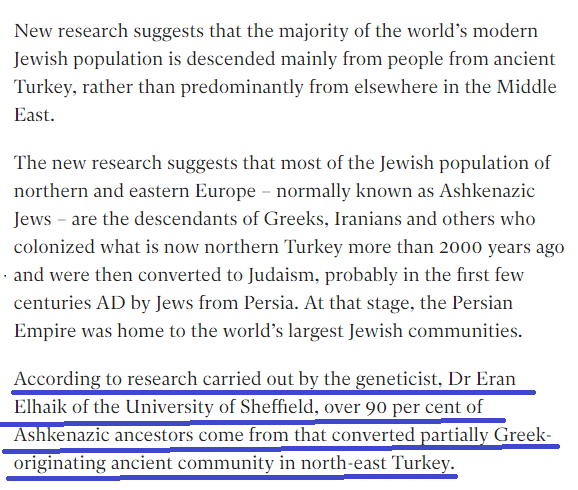 New research suggests that the majority of the world’s modern
Jewish population is descended mainly from people from ancient
Turkey, rather than predominantly from elsewhere in the Middle
East.
The new research suggests that most of the Jewish population of
northern and eastern Europe – normally known as Ashkenazic
Jews – are the descendants of Greeks, Iranians and others who
colonized what is now northern Turkey more than 2000 years ago
and were then converted to Judaism, probably in the first few
centuries AD by Jews from Persia. At that stage, the Persian
Empire was home to the world’s largest Jewish communities.
According to research carried out by the geneticist, Dr Eran
Elhaik of the University of Sheffield, over 90 per cent of
Ashkenazic ancestors come from that converted partially Greek-
originating ancient community in north-east Turkey.